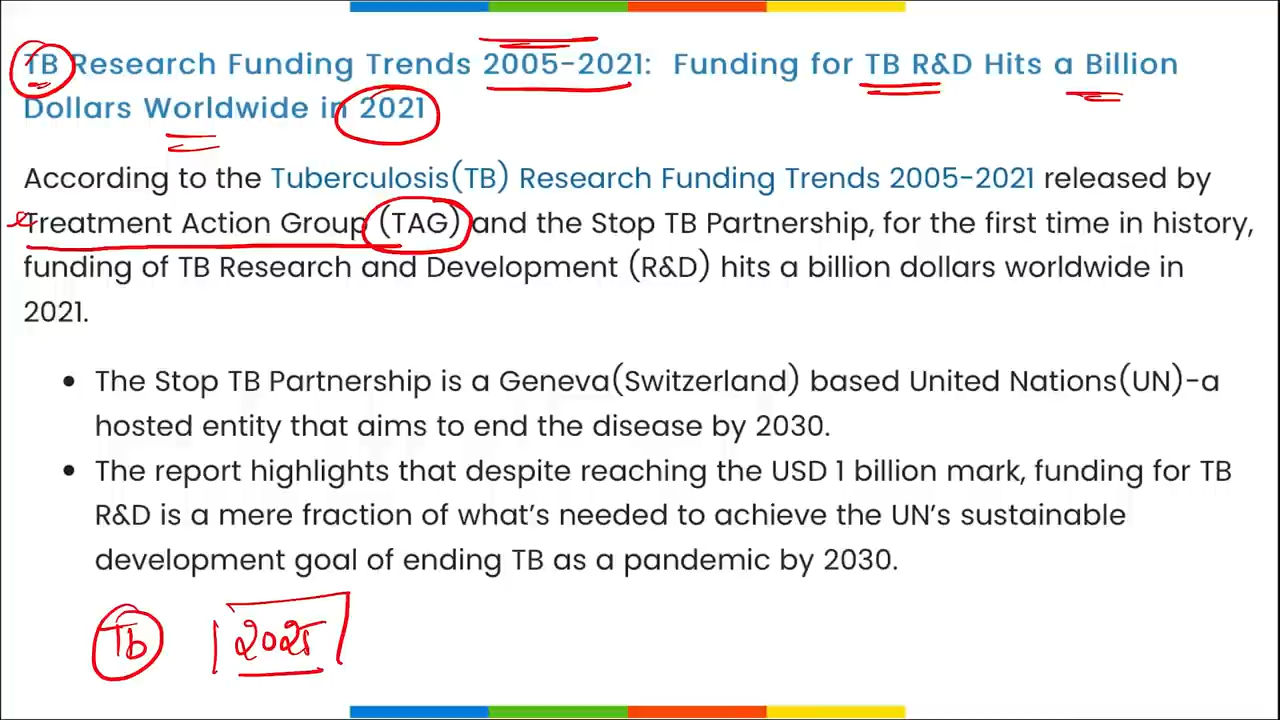 TB Research Funding Trends 2005-2021: Funding for TB R&D Hits a Billion
Dollars Worldwide in 2021
According to the Tuberculosis(TB) Research Funding Trends 2005-2021 released by
Treatment Action Group (TAG) and the Stop TB Partnership, for the first time in history,
funding of TB Research and Development (R&D) hits a billion dollars worldwide in
2021.
• The Stop TB Partnership is a Geneva(Switzerland) based United Nations(UN)-a
hosted entity that aims to end the disease by 2030.
• The report highlights that despite reaching the USD 1 billion mark, funding for TB
R&D is a mere fraction of what's needed to achieve the UN's sustainable
development goal of ending TB as a pandemic by 2030.
Tb 2025